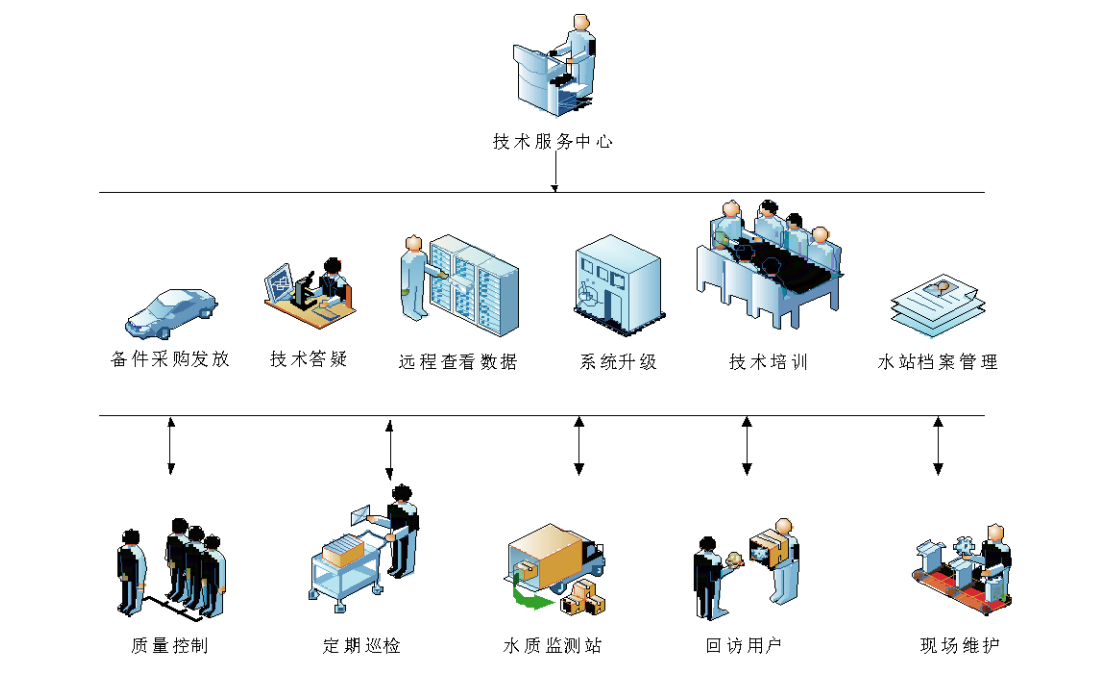 技术服务中心
备件采购发放
技术答疑
远程查看数据
系统升级
技术培训
水站档案管理
质量控制
定期巡检
水质监测站
回访用户
现场维护